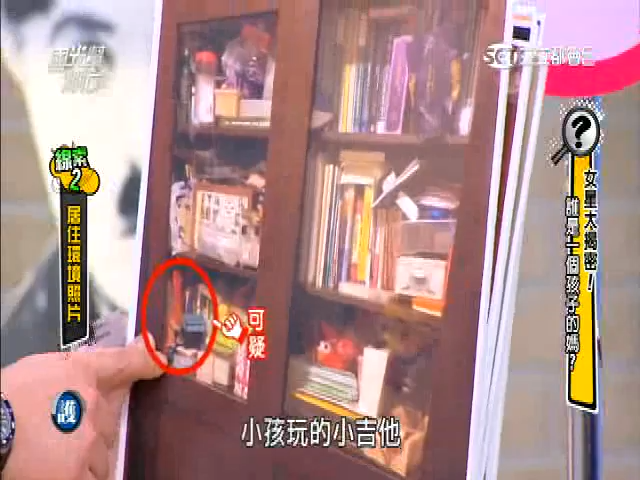 線索
2
居住環境照片
女星大揭密！
誰是一個孩子的媽？
可疑
護
小孩玩的小吉他